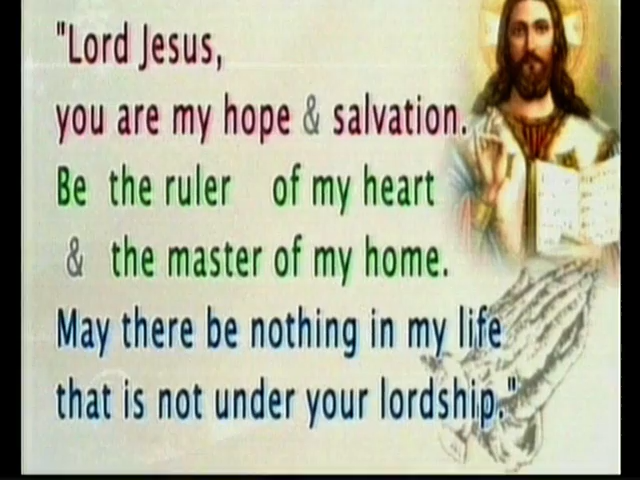 "Lord Jesus,
you are my hope & salvation.
Be the ruler of my heart
& the master of my home.
May there be nothing in my life
that is not under your lordship."